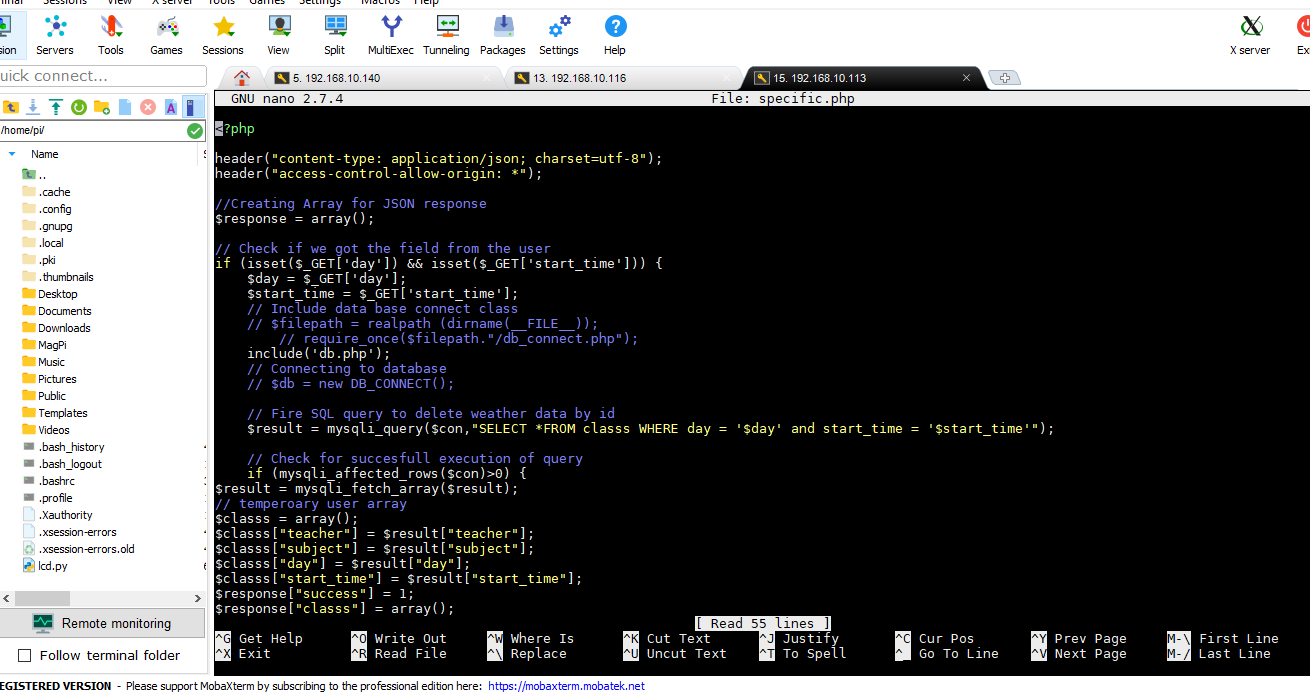 Sessions View X server Tools Games Settings Macros Help
Servers Tools Games Sessions View Split MultiExec Tunneling Packages Settings Help X server
uick connect...
5. 192.168.10.140
13. 192.168.10.116
15. 192.168.10.113
/home/pi/
Name
..
.cache
.config
.gnupg
.local
.pki
.thumbnails
Desktop
Documents
Downloads
MagPi
Music
Pictures
Public
Templates
Videos
.bash_history
.bash_logout
.bashrc
.profile
.Xauthority
.xsession-errors
.xsession-errors.old
lcd.py
Remote monitoring
Follow terminal folder
GNU nano 2.7.4 File: specific.php
<?php
header("content-type: application/json; charset=utf-8");
header("access-control-allow-origin: *");
//Creating Array for JSON response
$response = array();
// Check if we got the field from the user
if (isset($_GET['day']) && isset($_GET['start_time'])) {
$day = $_GET['day'];
$start_time = $_GET['start_time'];
// Include data base connect class
// $filepath = realpath (dirname(__FILE__));
// require_once($filepath."/db_connect.php");
include('db.php');
// Connecting to database
// $db = new DB_CONNECT();
// Fire SQL query to delete weather data by id
$result = mysqli_query($con,"SELECT *FROM classs WHERE day = '$day' and start_time = '$start_time'");
// Check for succesfull execution of query
if (mysqli_affected_rows($con)>0) {
$result = mysqli_fetch_array($result);
// temperoary user array
$classs = array();
$classs["teacher"] = $result["teacher"];
$classs["subject"] = $result["subject"];
$classs["day"] = $result["day"];
$classs["start_time"] = $result["start_time"];
$response["success"] = 1;
$response["classs"] = array();
[ Read 55 lines ]
^G Get Help ^O Write Out ^W Where Is ^K Cut Text ^J Justify ^C Cur Pos ^Y Prev Page M-\ First Line
^X Exit ^R Read File ^\ Replace ^U Uncut Text ^T To Spell ^_ Go To Line ^V Next Page M-/ Last Line
EGISTERED VERSION - Please support MobaXterm by subscribing to the professional edition here: https://mobaxterm.mobatek.net